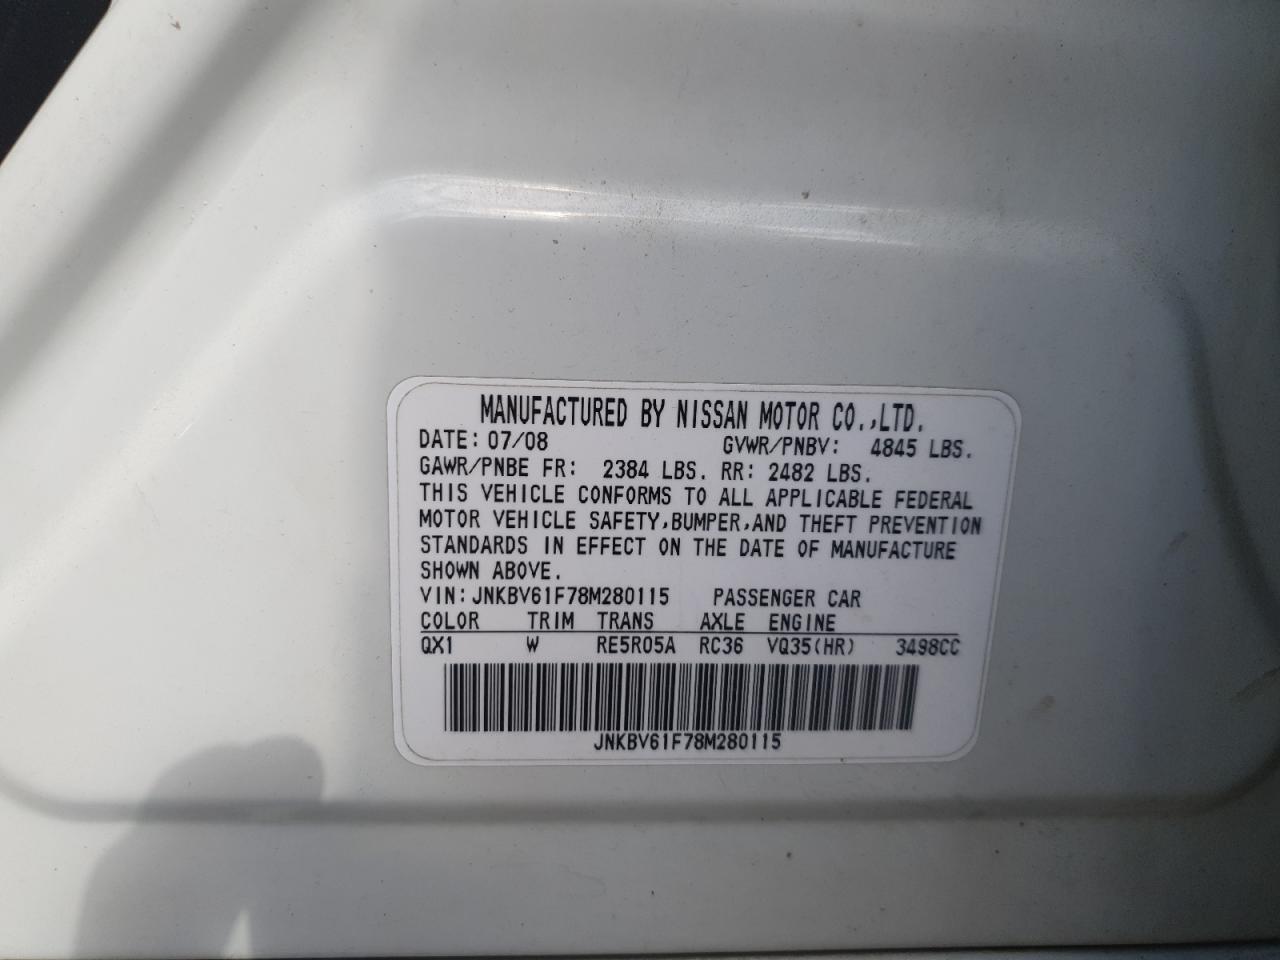 MANUFACTURED BY NISSAN MOTOR CO.,LTD.
DATE: 07/08 GVWR/PNBV: 4845 LBS.
GAWR/PNBE FR: 2384 LBS. RR: 2482 LBS.
THIS VEHICLE CONFORMS TO ALL APPLICABLE FEDERAL
MOTOR VEHICLE SAFETY,BUMPER,AND THEFT PREVENTION
STANDARDS IN EFFECT ON THE DATE OF MANUFACTURE
SHOWN ABOVE.
VIN: JNKBV61F78M280115 PASSENGER CAR
COLOR TRIM TRANS AXLE ENGINE
QX1 W RE5R05A RC36 VQ35(HR) 3498CC
JNKBV61F78M280115